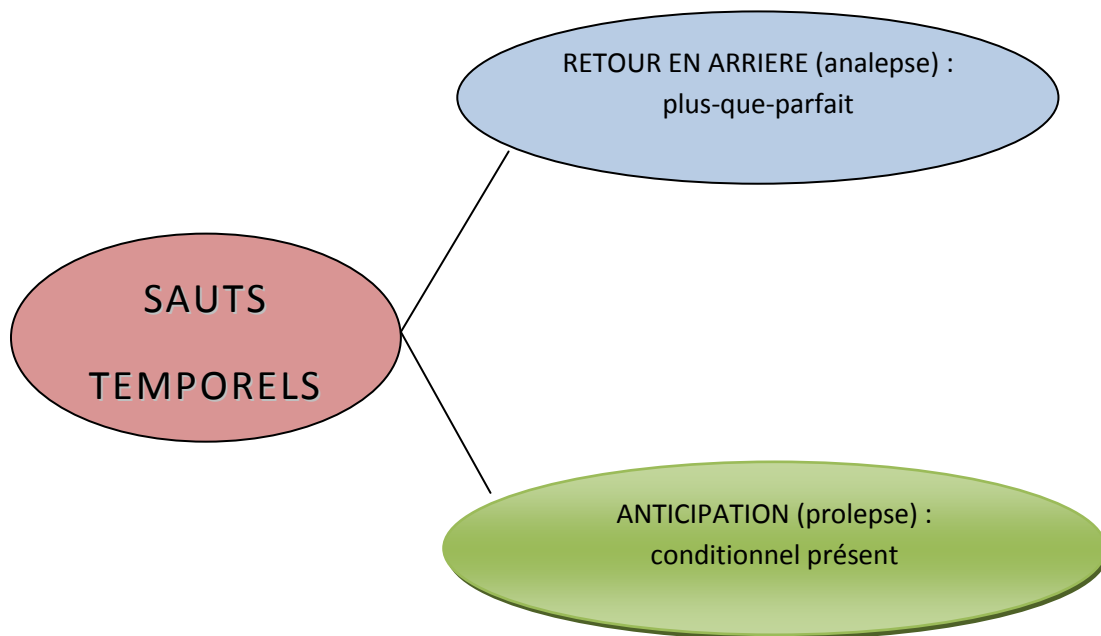 RETOUR EN ARRIERE (analepse) :
plus-que-parfait
SAUTS
TEMPORELS
ANTICIPATION (prolepse) :
conditionnel présent